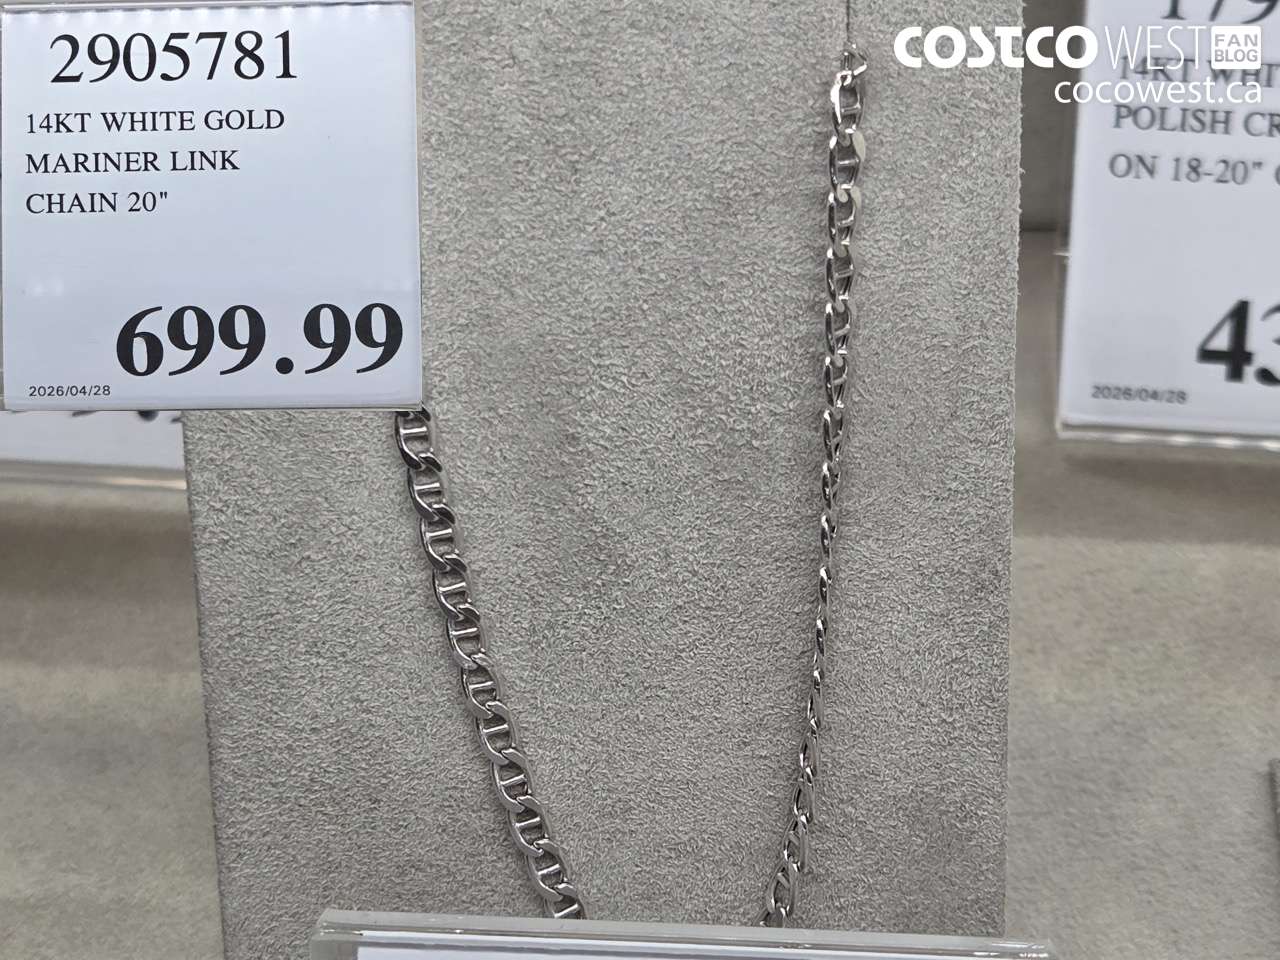 2905781
14KT WHITE GOLD
MARINER LINK
CHAIN 20"
699.99
2026/04/28
COSTCO WEST FAN BLOG
cocowest.ca
14KT
POLISH
ON 18-20"
2026/04/28